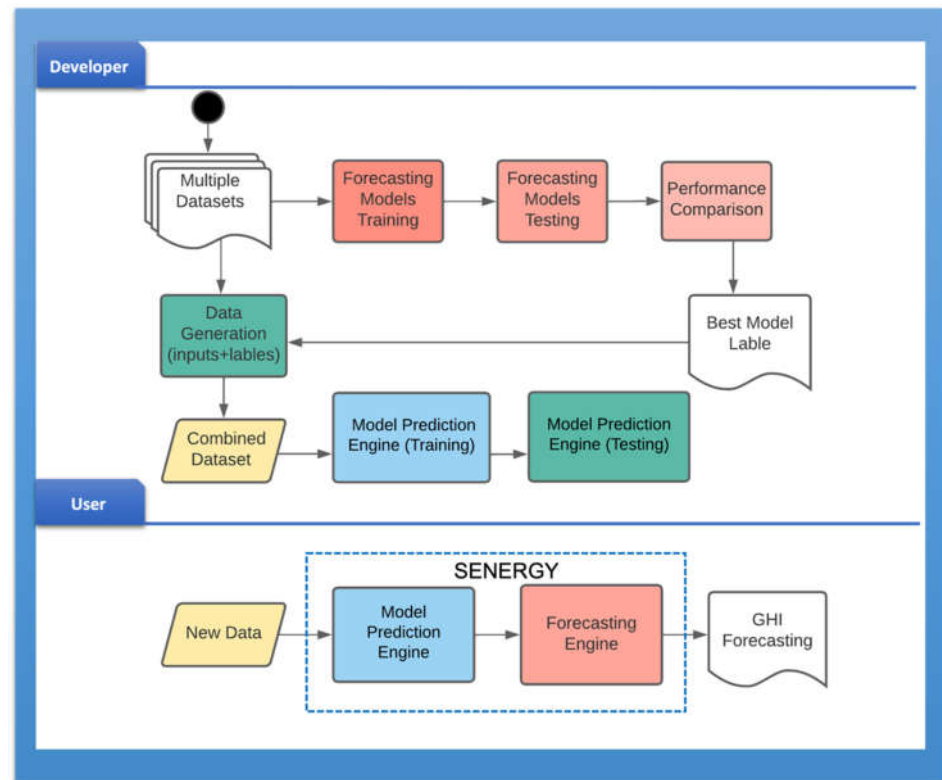 Developer
Multiple
Datasets
Forecasting
Models
Training
Forecasting
Models
Testing
Performance
Comparison
Data
Generation
(inputs+lables)
Best Model
Lable
Combined
Dataset
Model Prediction
Engine (Training)
Model Prediction
Engine (Testing)
User
SENERGY
New Data
Model
Prediction
Engine
Forecasting
Engine
GHI
Forecasting